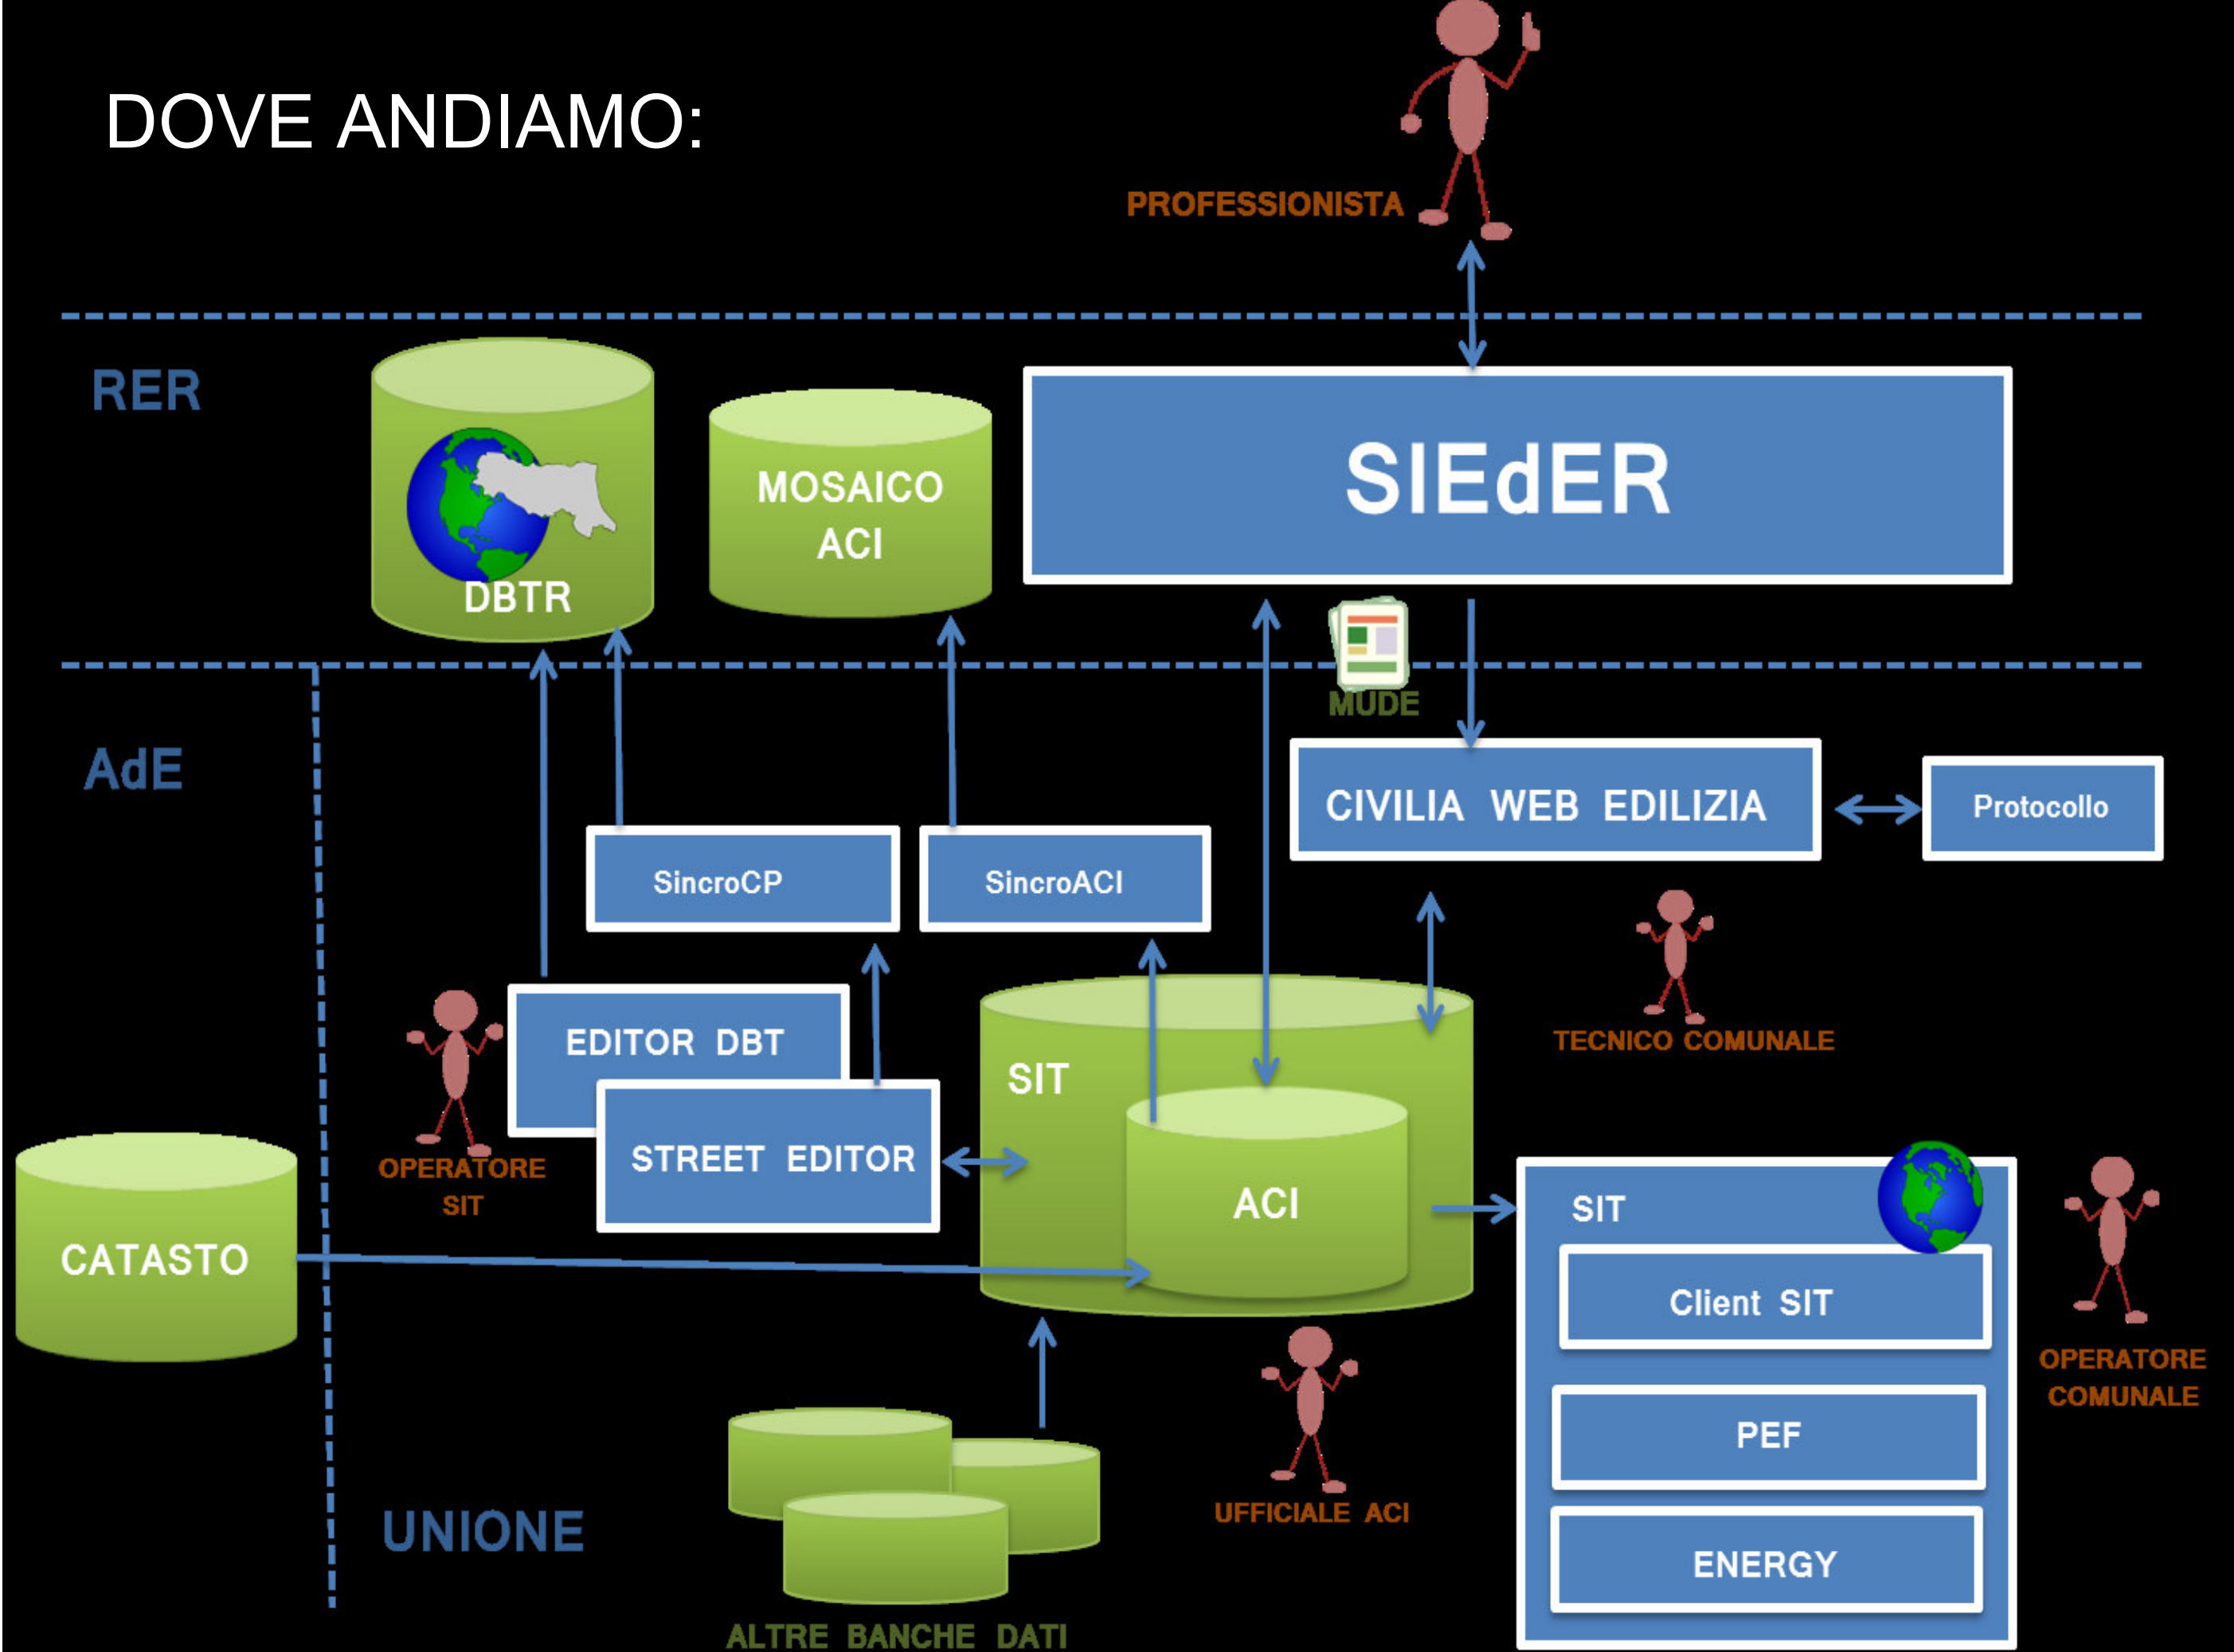 DOVE ANDIAMO:
PROFESSIONISTA
RER
DBTR
MOSAICO
ACI
SIEdER
MUDE
AdE
CIVILIA WEB EDILIZIA
Protocollo
SincroCP
SincroACI
TECNICO COMUNALE
EDITOR DBT
STREET EDITOR
OPERATORE
SIT
SIT
ACI
CATASTO
SIT
Client SIT
PEF
ENERGY
OPERATORE
COMUNALE
UFFICIALE ACI
UNIONE
ALTRE BANCHE DATI